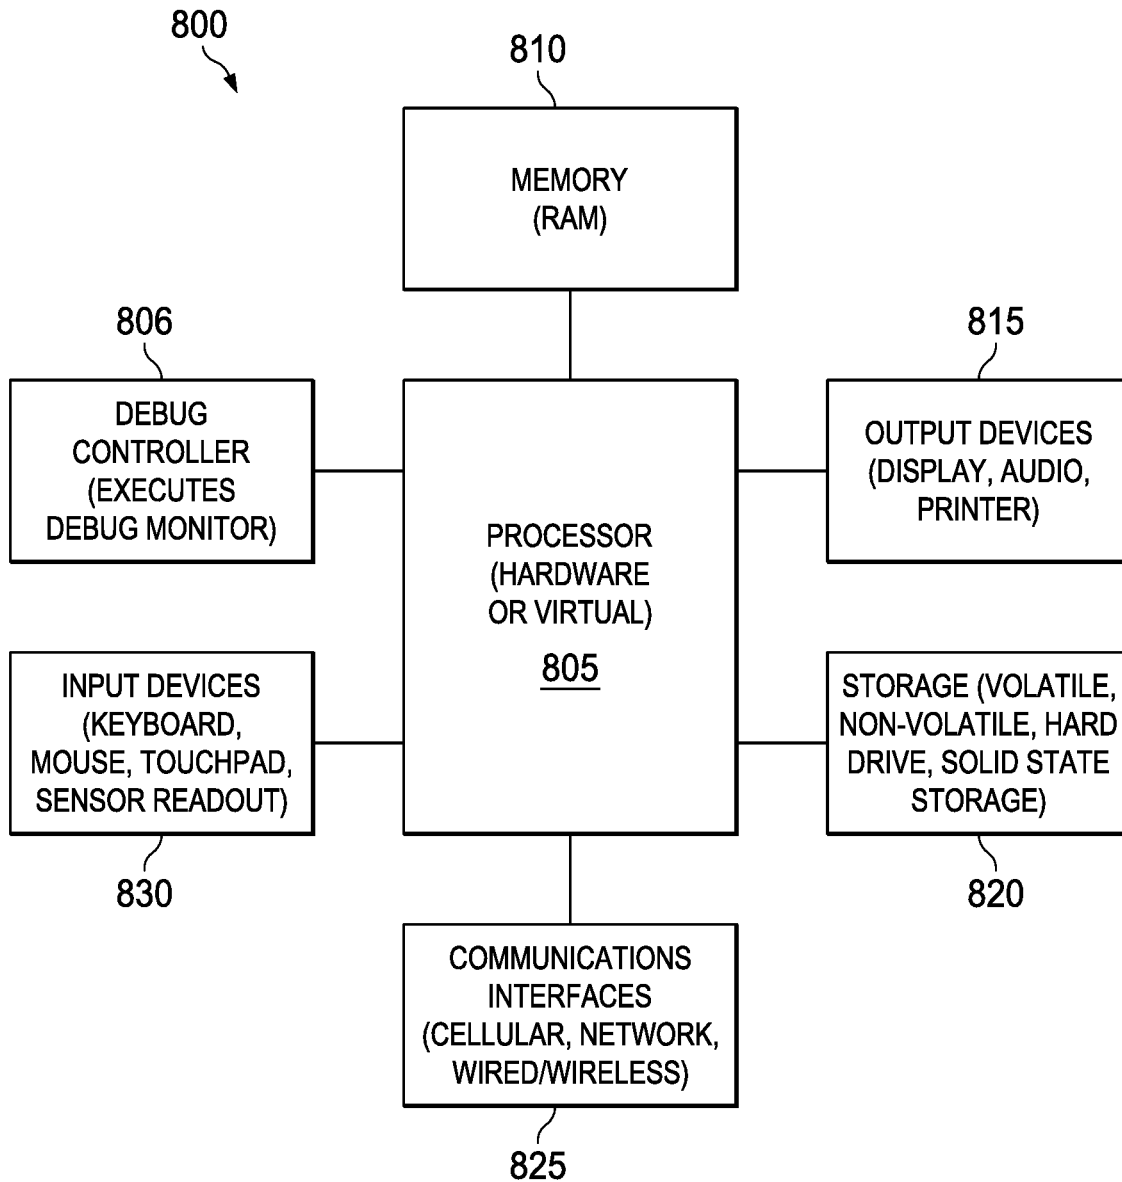 800
810
MEMORY
(RAM)
806
815
DEBUG
CONTROLLER
(EXECUTES
DEBUG MONITOR)
PROCESSOR
(HARDWARE
OR VIRTUAL)
805
OUTPUT DEVICES
(DISPLAY, AUDIO,
PRINTER)
INPUT DEVICES
(KEYBOARD,
MOUSE, TOUCHPAD,
SENSOR READOUT)
830
STORAGE (VOLATILE,
NON-VOLATILE, HARD
DRIVE, SOLID STATE
STORAGE)
820
COMMUNICATIONS
INTERFACES
(CELLULAR, NETWORK,
WIRED/WIRELESS)
825